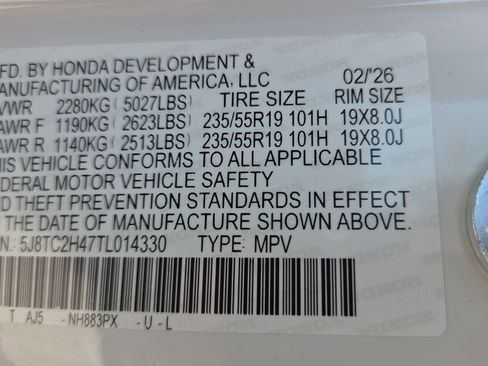 MFD. BY HONDA DEVELOPMENT &
MANUFACTURING OF AMERICA, LLC 02/'26
GVWR 2280KG(5027LBS) TIRE SIZE RIM SIZE
GAWR F 1190KG(2623LBS) 235/55R19 101H 19X8.0J
GAWR R 1140KG(2513LBS) 235/55R19 101H 19X8.0J
THIS VEHICLE CONFORMS TO ALL APPLICABLE
FEDERAL MOTOR VEHICLE SAFETY
AND THEFT PREVENTION STANDARDS IN EFFECT
ON THE DATE OF MANUFACTURE SHOWN ABOVE.
5J8TC2H47TL014330 TYPE: MPV
T AJ5 -NH883PX -U-L